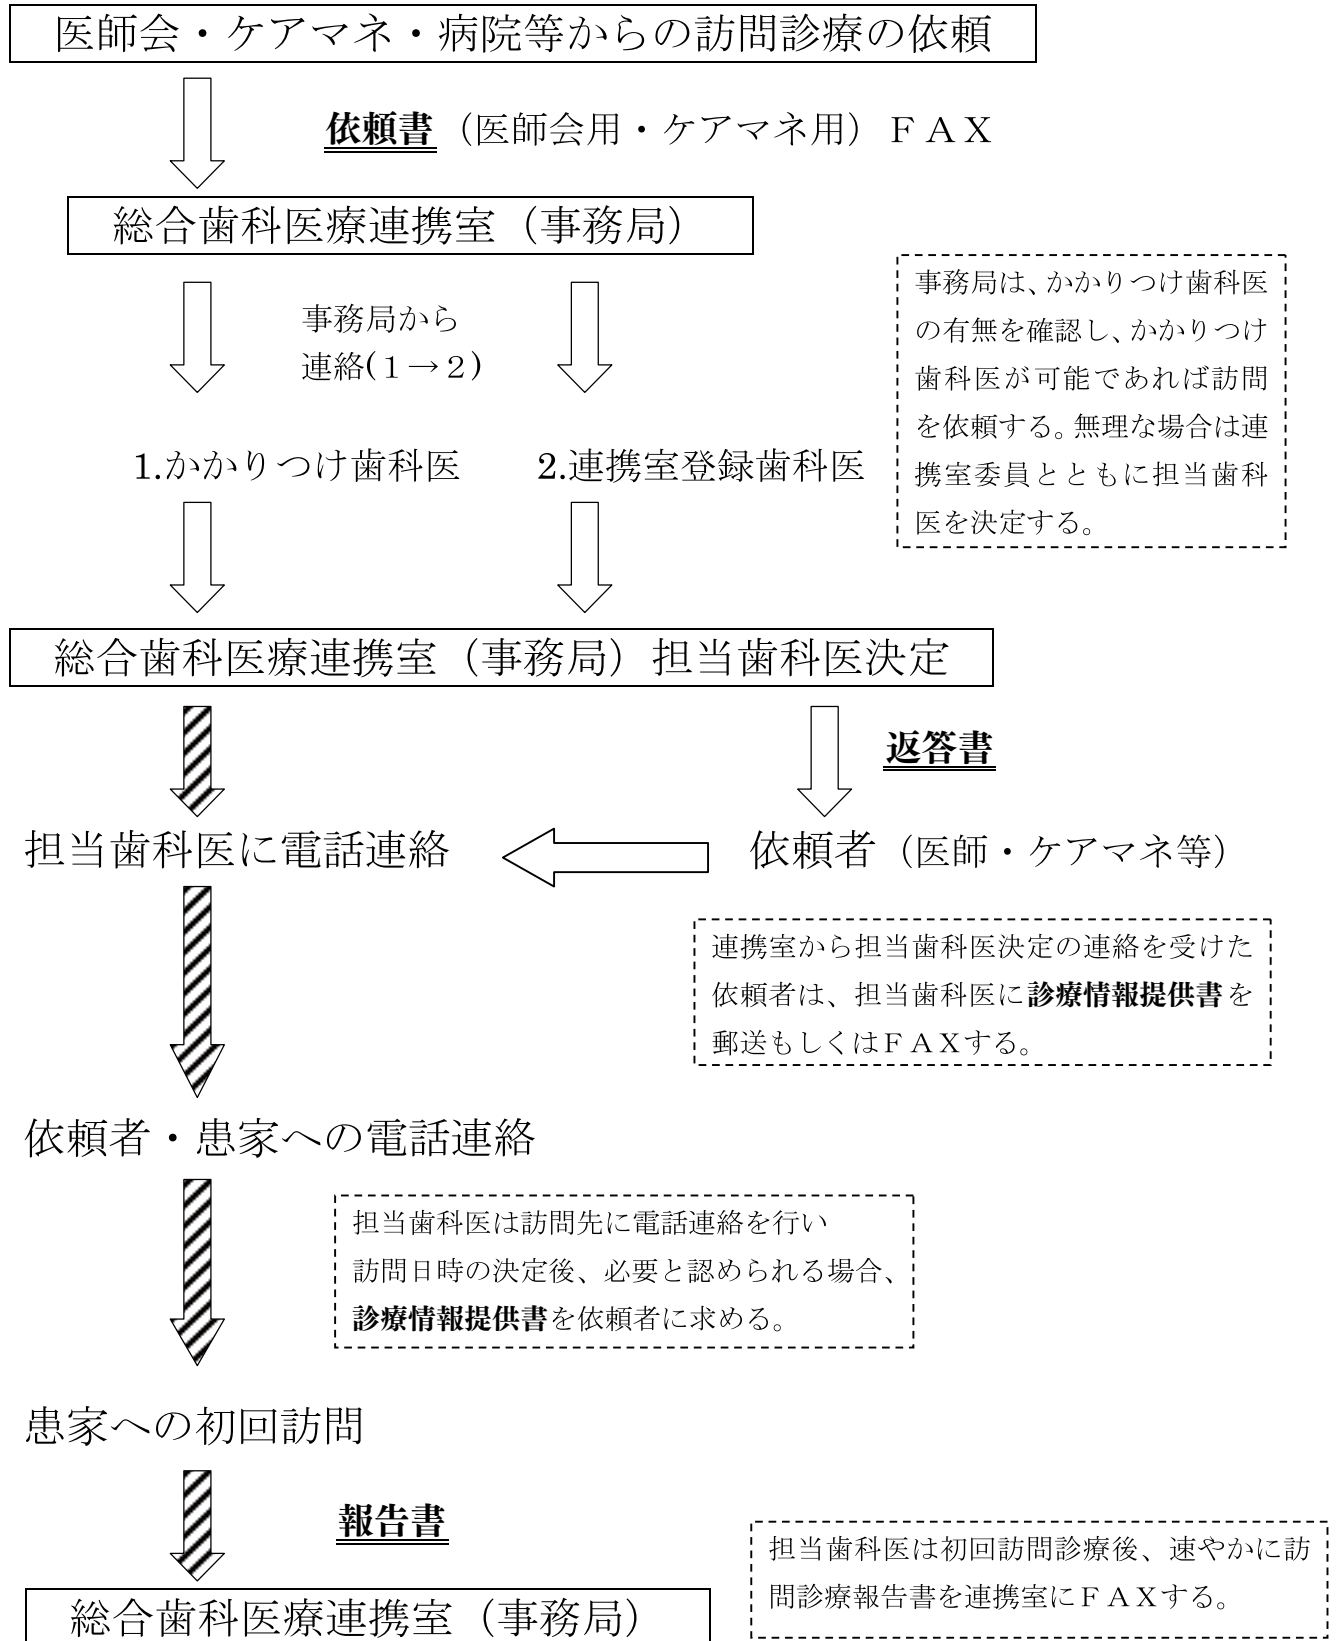 医師会・ケアマネ・病院等からの訪問診療の依頼
依頼書（医師会用・ケアマネ用）ＦＡＸ
総合歯科医療連携室（事務局）
事務局から
連絡(１→２)
事務局は、かかりつけ歯科医
の有無を確認し、かかりつけ
歯科医が可能であれば訪問
を依頼する。無理な場合は連
携室委員とともに担当歯科
医を決定する。
1.かかりつけ歯科医
2.連携室登録歯科医
総合歯科医療連携室（事務局）担当歯科医決定
返答書
担当歯科医に電話連絡
依頼者（医師・ケアマネ等）
連携室から担当歯科医決定の連絡を受けた
依頼者は、担当歯科医に診療情報提供書を
郵送もしくはＦＡＸする。
依頼者・患家への電話連絡
担当歯科医は訪問先に電話連絡を行い
訪問日時の決定後、必要と認められる場合、
診療情報提供書を依頼者に求める。
患家への初回訪問
報告書
担当歯科医は初回訪問診療後、速やかに訪
問診療報告書を連携室にＦＡＸする。
総合歯科医療連携室（事務局）